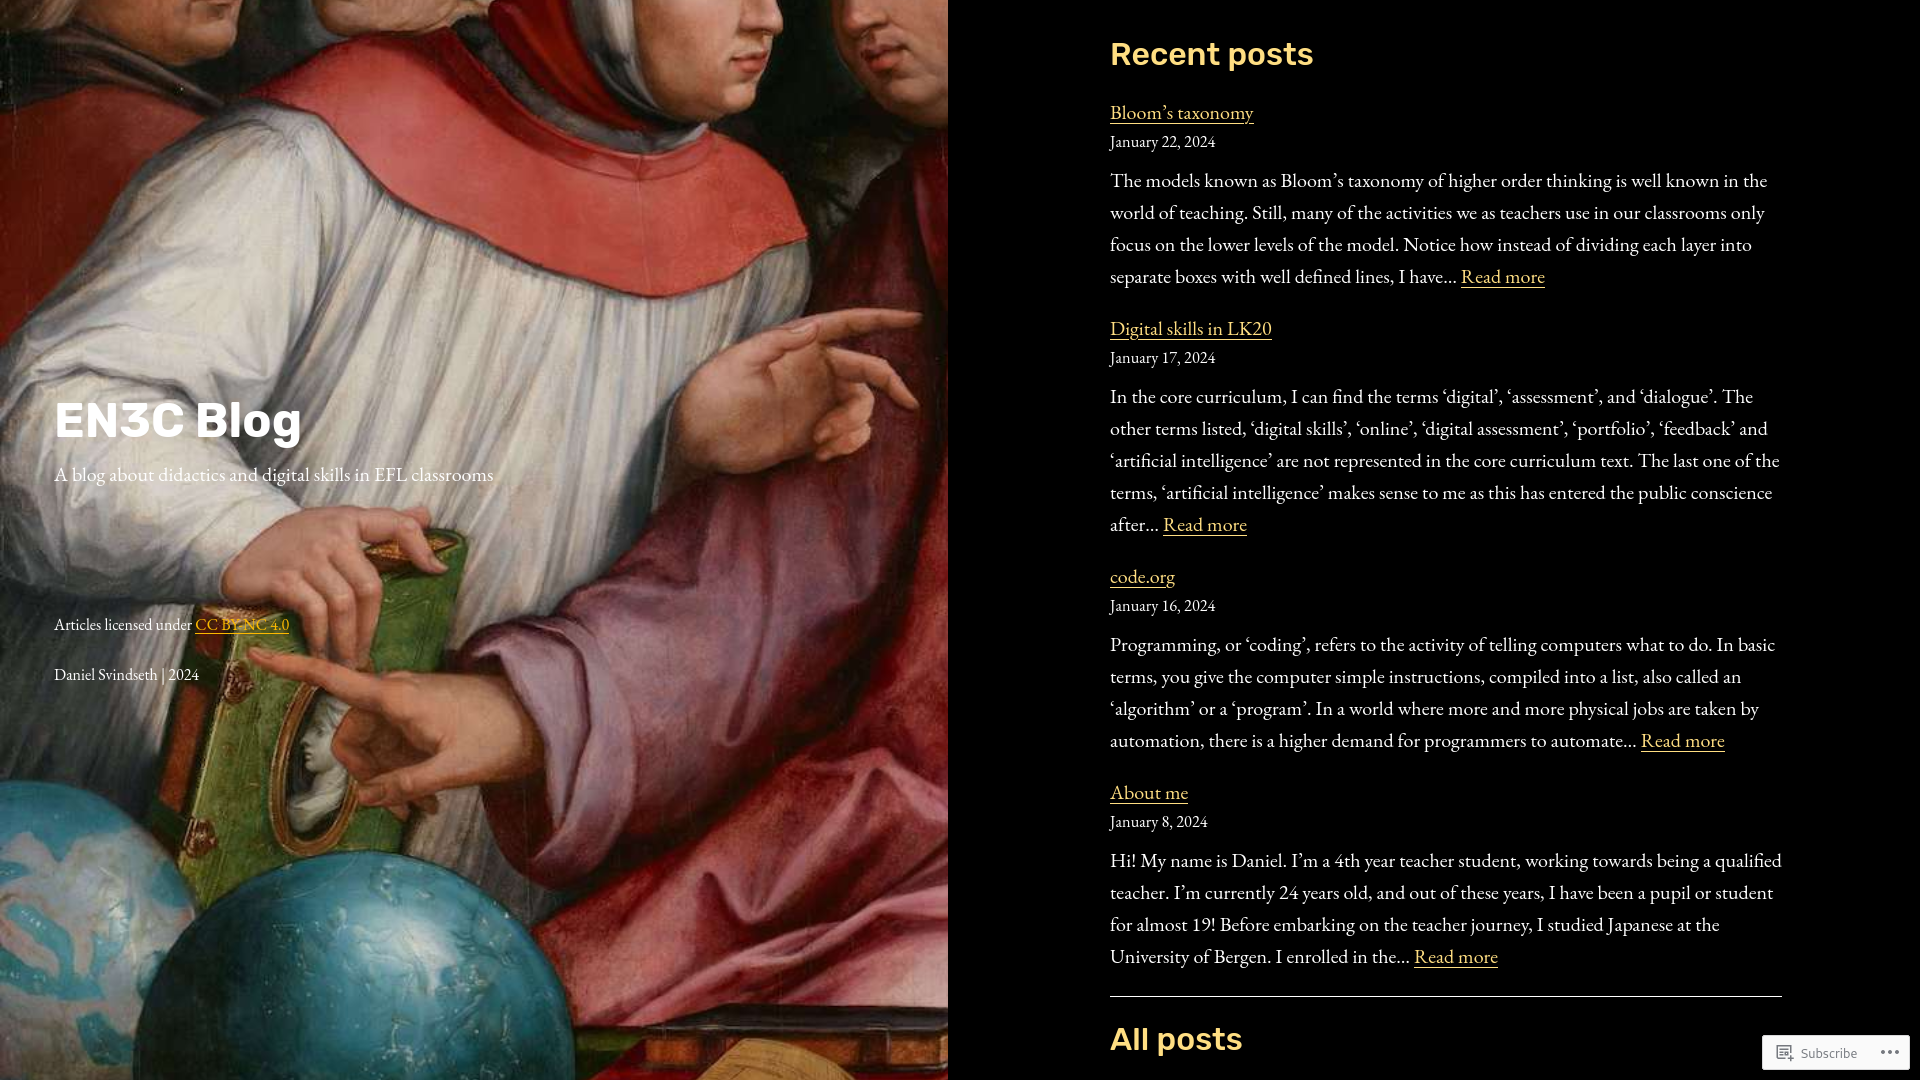 EN3C Blog
A blog about didactics and digital skills in EFL classrooms
Articles licensed under CC BY-NC 4.0
Daniel Svindseth | 2024
Recent posts
Bloom’s taxonomy
January 22, 2024
The models known as Bloom’s taxonomy of higher order thinking is well known in the
world of teaching. Still, many of the activities we as teachers use in our classrooms only
focus on the lower levels of the model. Notice how instead of dividing each layer into
separate boxes with well defined lines, I have… Read more
Digital skills in LK20
January 17, 2024
In the core curriculum, I can find the terms ‘digital’, ‘assessment’, and ‘dialogue’. The
other terms listed, ‘digital skills’, ‘online’, ‘digital assessment’, ‘portfolio’, ‘feedback’ and
‘artificial intelligence’ are not represented in the core curriculum text. The last one of the
terms, ‘artificial intelligence’ makes sense to me as this has entered the public conscience
after… Read more
code.org
January 16, 2024
Programming, or ‘coding’, refers to the activity of telling computers what to do. In basic
terms, you give the computer simple instructions, compiled into a list, also called an
‘algorithm’ or a ‘program’. In a world where more and more physical jobs are taken by
automation, there is a higher demand for programmers to automate… Read more
About me
January 8, 2024
Hi! My name is Daniel. I’m a 4th year teacher student, working towards being a qualified
teacher. I’m currently 24 years old, and out of these years, I have been a pupil or student
for almost 19! Before embarking on the teacher journey, I studied Japanese at the
University of Bergen. I enrolled in the… Read more
All posts
Subscribe